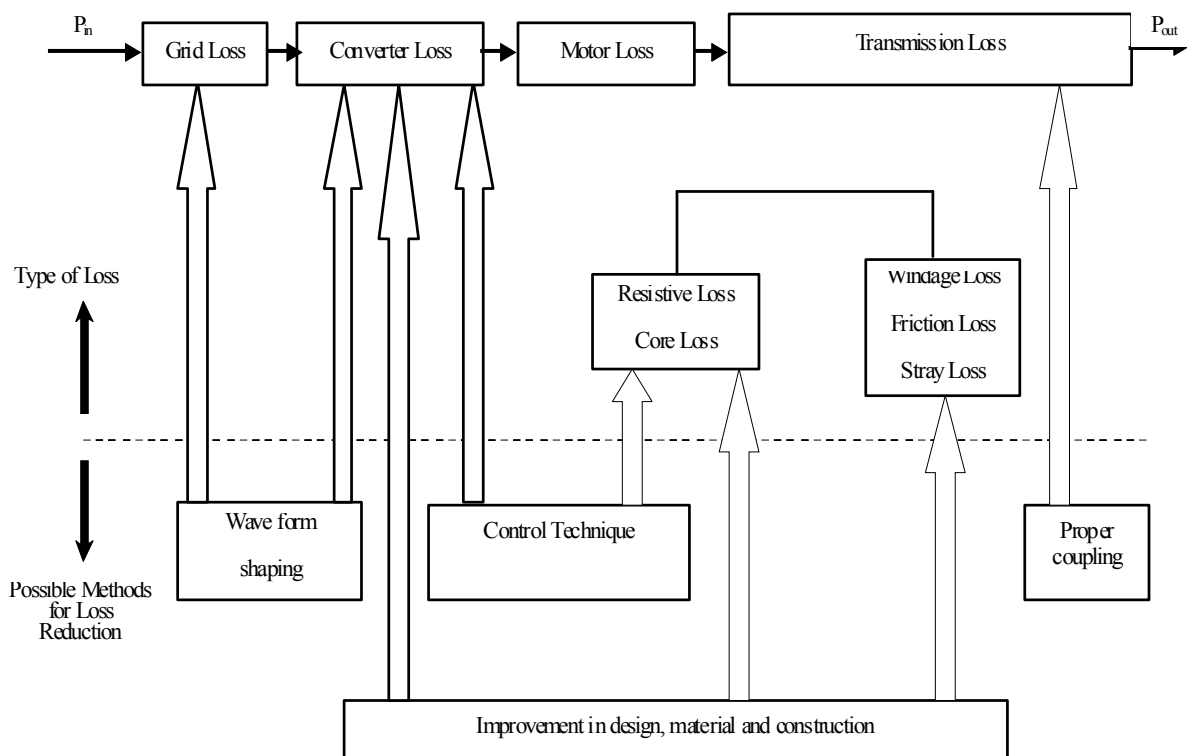 P_in
Grid Loss
Converter Loss
Motor Loss
Transmission Loss
P_out
Type of Loss
Resistive Loss
Core Loss
Windage Loss
Friction Loss
Stray Loss
Wave form
shaping
Control Technique
Proper
coupling
Possible Methods
for Loss
Reduction
Improvement in design, material and construction